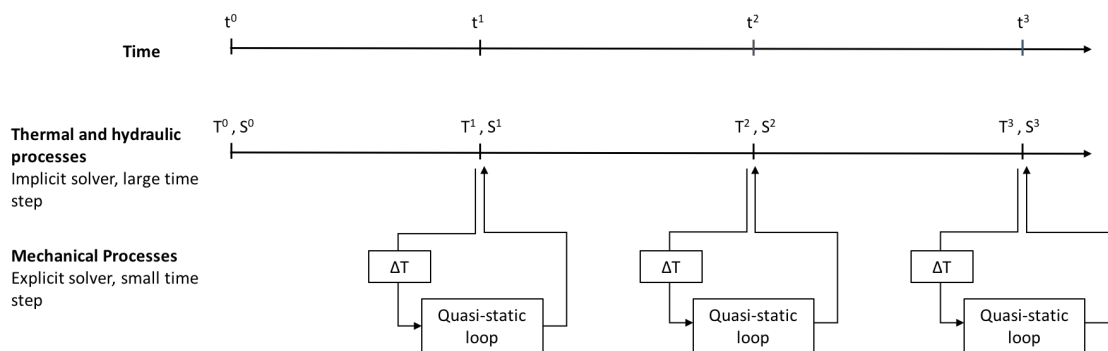 t⁰ t¹ t² t³
Time
T⁰ , S⁰ T¹ , S¹ T² , S² T³ , S³
Thermal and hydraulic
processes
Implicit solver, large time
step
Mechanical Processes
Explicit solver, small time
step
ΔT ΔT ΔT
Quasi-static Quasi-static Quasi-static
loop loop loop